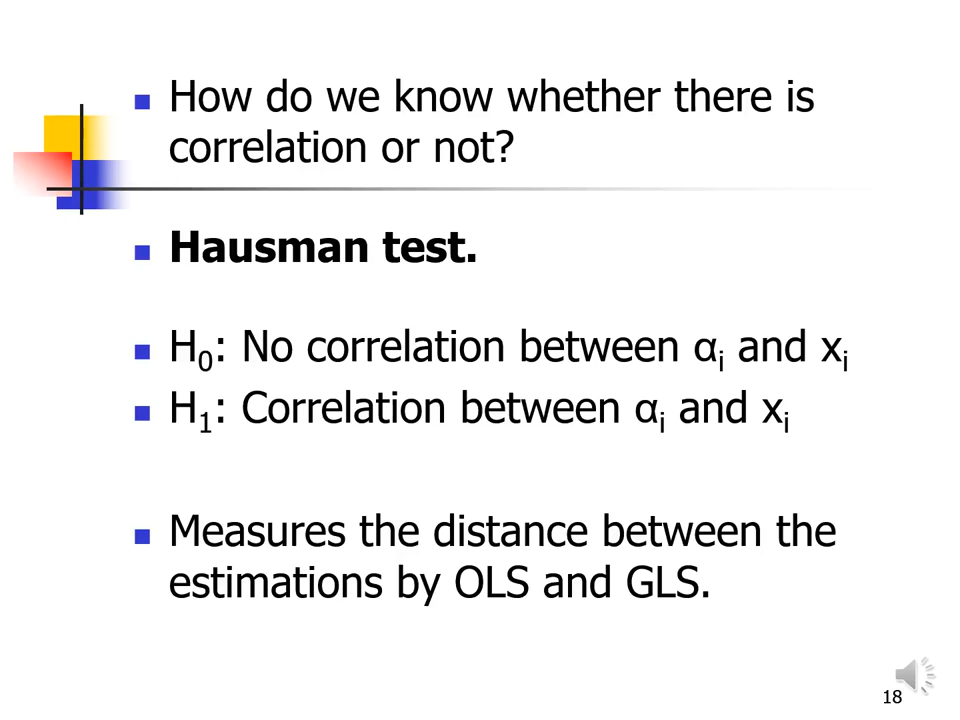 How do we know whether there is
correlation or not?
Hausman test.
H₀: No correlation between αᵢ and xᵢ
H₁: Correlation between αᵢ and xᵢ
Measures the distance between the
estimations by OLS and GLS.
18